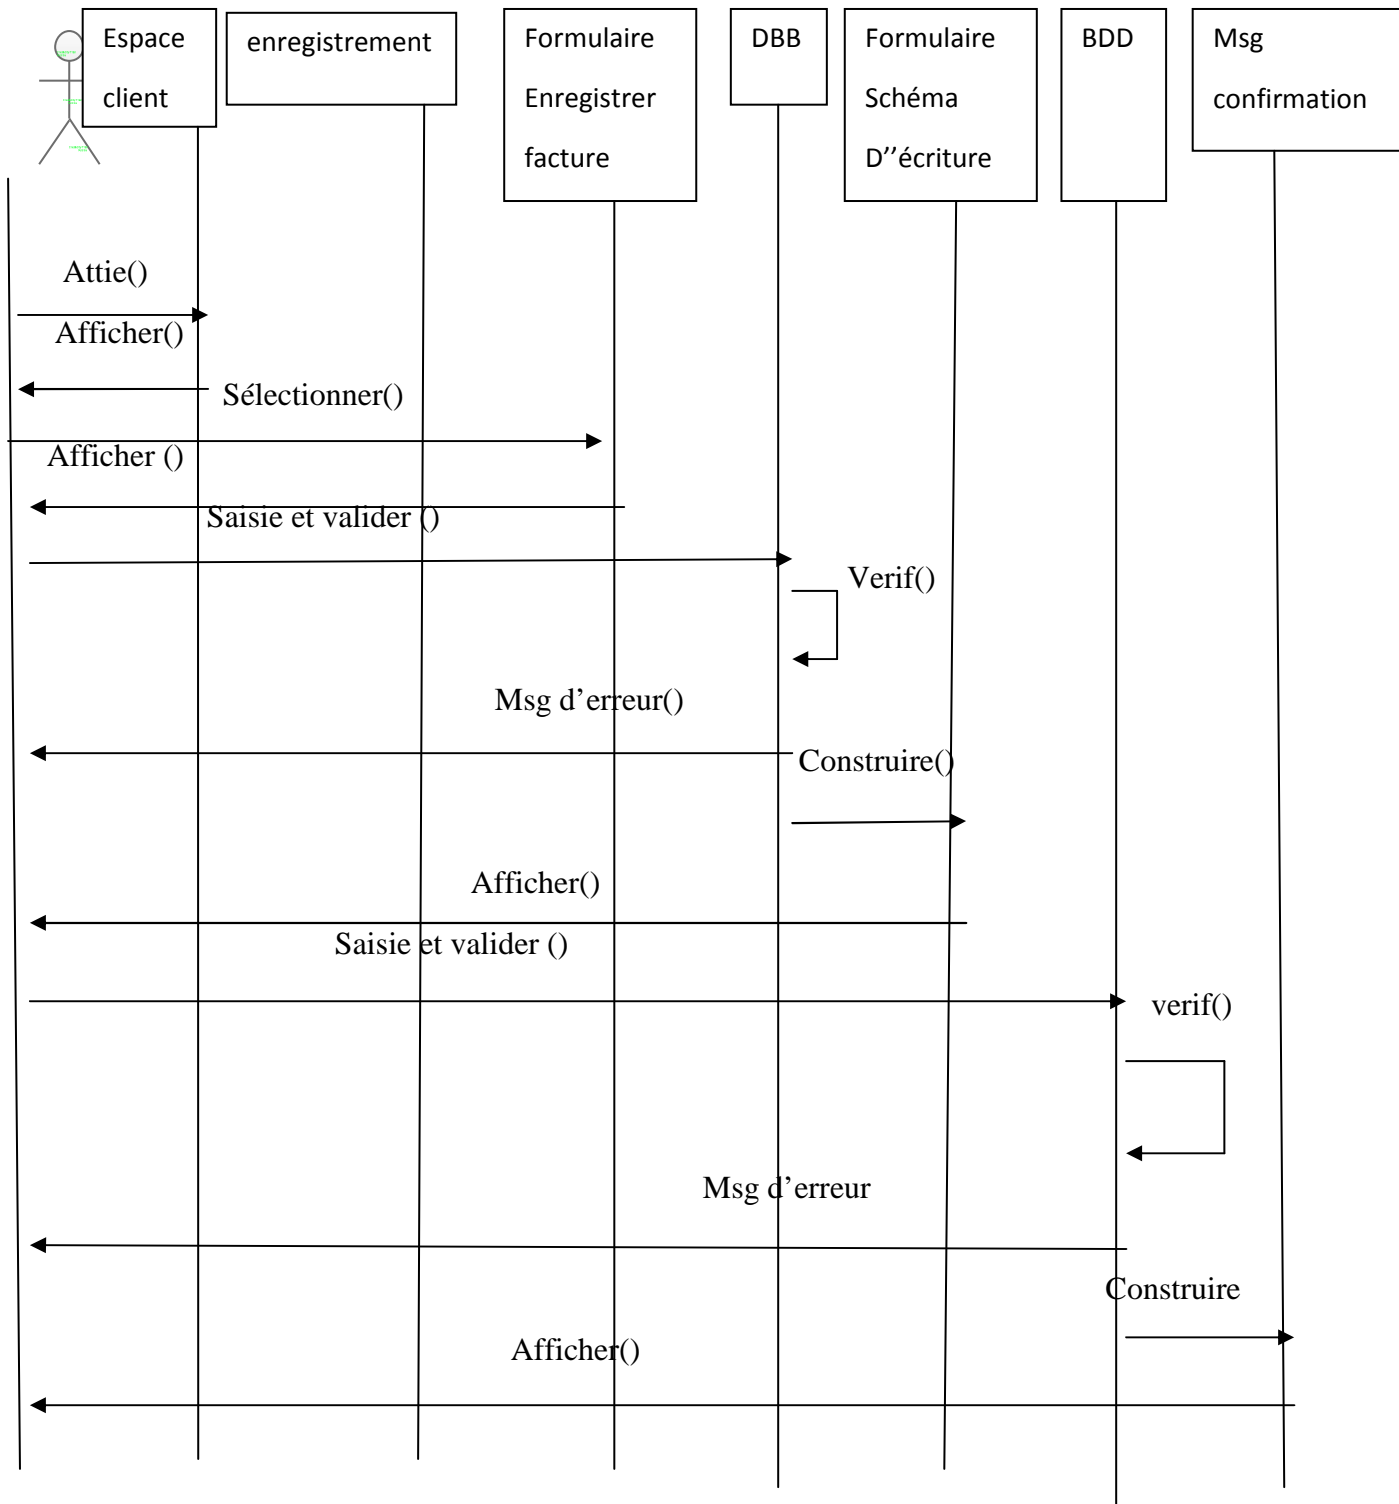 Espace
client
enregistrement
Formulaire
Enregistrer
facture
DBB
Formulaire
Schéma
D’’écriture
BDD
Msg
confirmation
Attie()
Afficher()
Sélectionner()
Afficher ()
Saisie et valider ()
Verif()
Msg d’erreur()
Construire()
Afficher()
Saisie et valider ()
verif()
Msg d’erreur
Construire
Afficher()